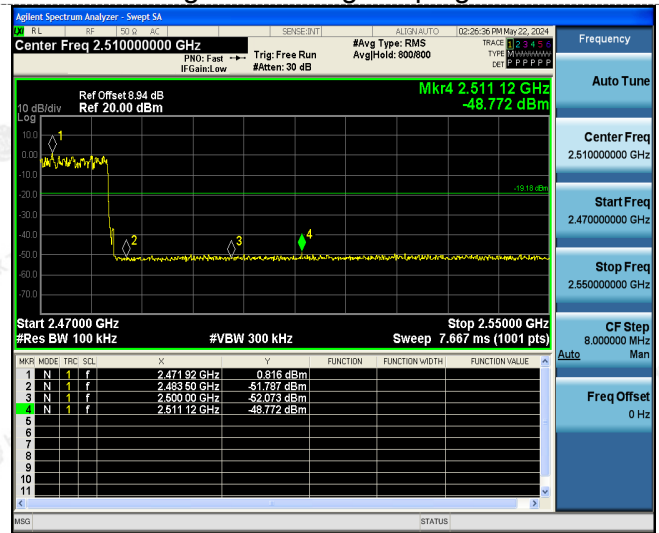 Agilent Spectrum Analyzer - Swept SA
LXI RL RF 50 Ω AC SENSE:INT ALIGN AUTO 02:26:36 PM May 22, 2024
Center Freq 2.510000000 GHz
PNO: Fast
IFGain:Low
Trig: Free Run
#Atten: 30 dB
#Avg Type: RMS
Avg|Hold: 800/800
TRACE 1 2 3 4 5 6
TYPE M
DET P P P P P P
Mkr4 2.511 12 GHz
-48.772 dBm
Ref Offset 8.94 dB
Ref 20.00 dBm
10 dB/div
Log
10.0
0.00
-10.0
-20.0
-30.0
-40.0
-50.0
-60.0
-70.0
1
2
3
4
-19.18 dBm
Start 2.47000 GHz
Stop 2.55000 GHz
#Res BW 100 kHz
#VBW 300 kHz
Sweep 7.667 ms (1001 pts)
MKR MODE TRC SCL X Y FUNCTION FUNCTION WIDTH FUNCTION VALUE
1 N 1 f 2.471 92 GHz 0.816 dBm
2 N 1 f 2.483 50 GHz -51.787 dBm
3 N 1 f 2.500 00 GHz -52.073 dBm
4 N 1 f 2.511 12 GHz -48.772 dBm
5
6
7
8
9
10
11
MSG
STATUS
Frequency
Auto Tune
Center Freq
2.510000000 GHz
Start Freq
2.470000000 GHz
Stop Freq
2.550000000 GHz
CF Step
8.000000 MHz
Auto Man
Freq Offset
0 Hz